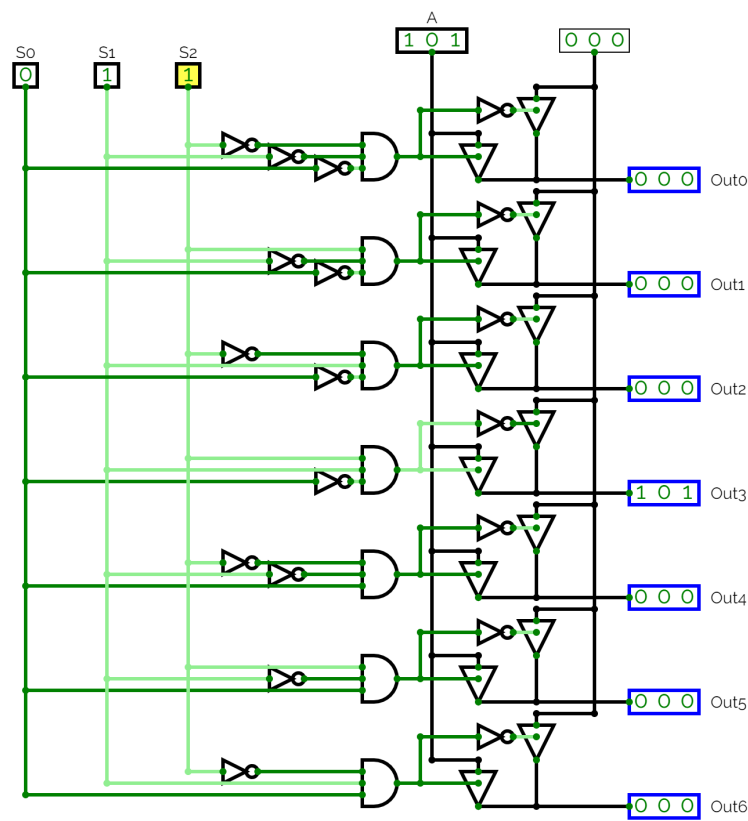 A
1 0 1
0 0 0
S0
S1
S2
0
1
1
0 0 0 Out0
0 0 0 Out1
0 0 0 Out2
1 0 1 Out3
0 0 0 Out4
0 0 0 Out5
0 0 0 Out6